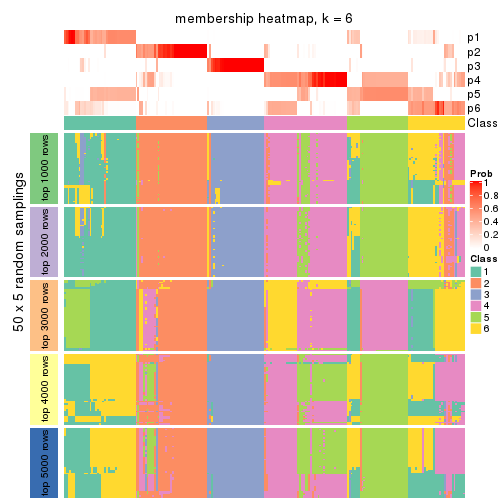 membership heatmap, k = 6
p1
p2
p3
p4
p5
p6
Class
50 x 5 random samplings
top 1000 rows
top 2000 rows
top 3000 rows
top 4000 rows
top 5000 rows
Prob
1
0.8
0.6
0.4
0.2
0
Class
1
2
3
4
5
6